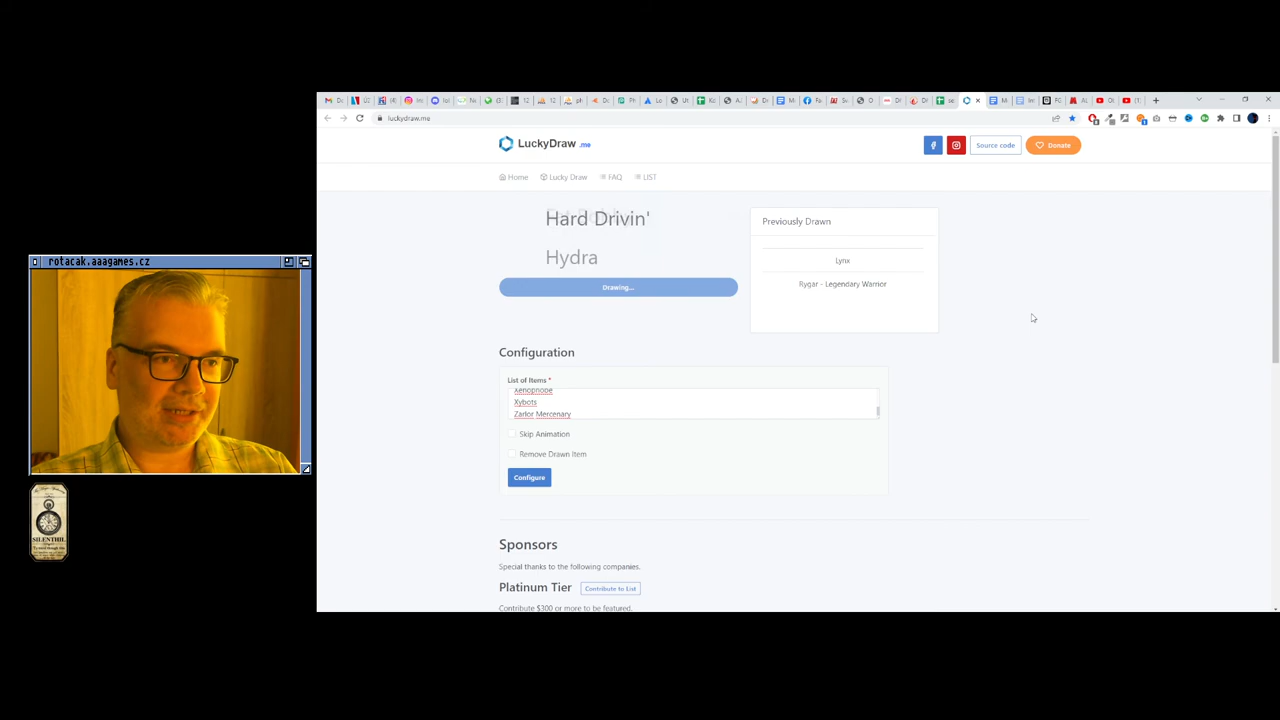 luckydraw.me
LuckyDraw .me
Source code
Donate
Home
Lucky Draw
FAQ
LIST
Hard Drivin'
Hydra
Drawing...
Previously Drawn
Lynx
Rygar - Legendary Warrior
rotacak.aaagames.cz
Configuration
List of Items *
Xenophobe
Xybots
Zarlor Mercenary
Skip Animation
Remove Drawn Item
Configure
SILENTHILL
Sponsors
Special thanks to the following companies.
Platinum Tier
Contribute to List
Contribute $300 or more to be featured.